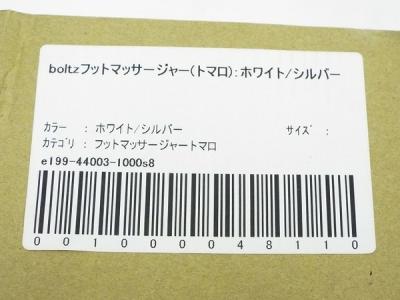 boltzフットマッサージャー(トマロ):ホワイト/シルバー
ｶﾗｰ : ホワイト/シルバー ｻｲｽﾞ :
ｶﾃｺﾞﾘ : フットマッサージャートマロ
e199-44003-1000s8
0010000048110